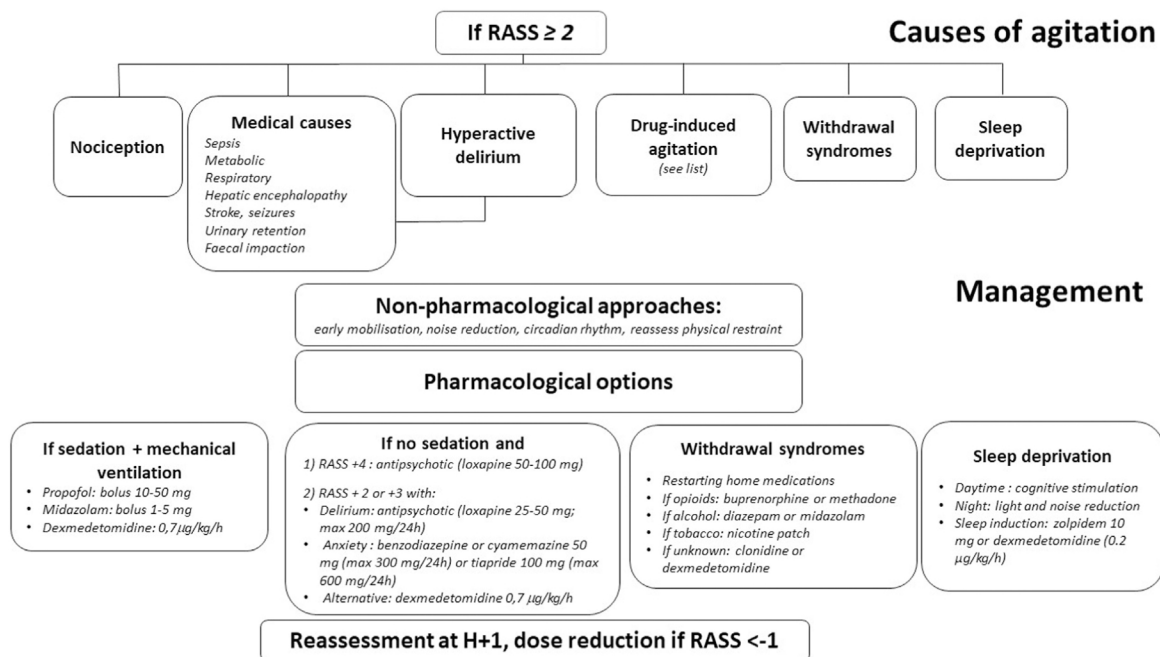 If RASS ≥ 2
Causes of agitation
Nociception
Medical causes
Sepsis
Metabolic
Respiratory
Hepatic encephalopathy
Stroke, seizures
Urinary retention
Faecal impaction
Hyperactive
delirium
Drug-induced
agitation
(see list)
Withdrawal
syndromes
Sleep
deprivation
Management
Non-pharmacological approaches:
early mobilisation, noise reduction, circadian rhythm, reassess physical restraint
Pharmacological options
If sedation + mechanical
ventilation
• Propofol: bolus 10-50 mg
• Midazolam: bolus 1-5 mg
• Dexmedetomidine: 0,7µg/kg/h
If no sedation and
1) RASS +4 : antipsychotic (loxapine 50-100 mg)
2) RASS + 2 or +3 with:
• Delirium: antipsychotic (loxapine 25-50 mg;
max 200 mg/24h)
• Anxiety : benzodiazepine or cyamemazine 50
mg (max 300 mg/24h) or tiapride 100 mg (max
600 mg/24h)
• Alternative: dexmedetomidine 0,7 µg/kg/h
Withdrawal syndromes
• Restarting home medications
• If opioids: buprenorphine or methadone
• If alcohol: diazepam or midazolam
• If tobacco: nicotine patch
• If unknown: clonidine or
dexmedetomidine
Sleep deprivation
• Daytime : cognitive stimulation
• Night: light and noise reduction
• Sleep induction: zolpidem 10
mg or dexmedetomidine (0.2
µg/kg/h)
Reassessment at H+1, dose reduction if RASS <-1